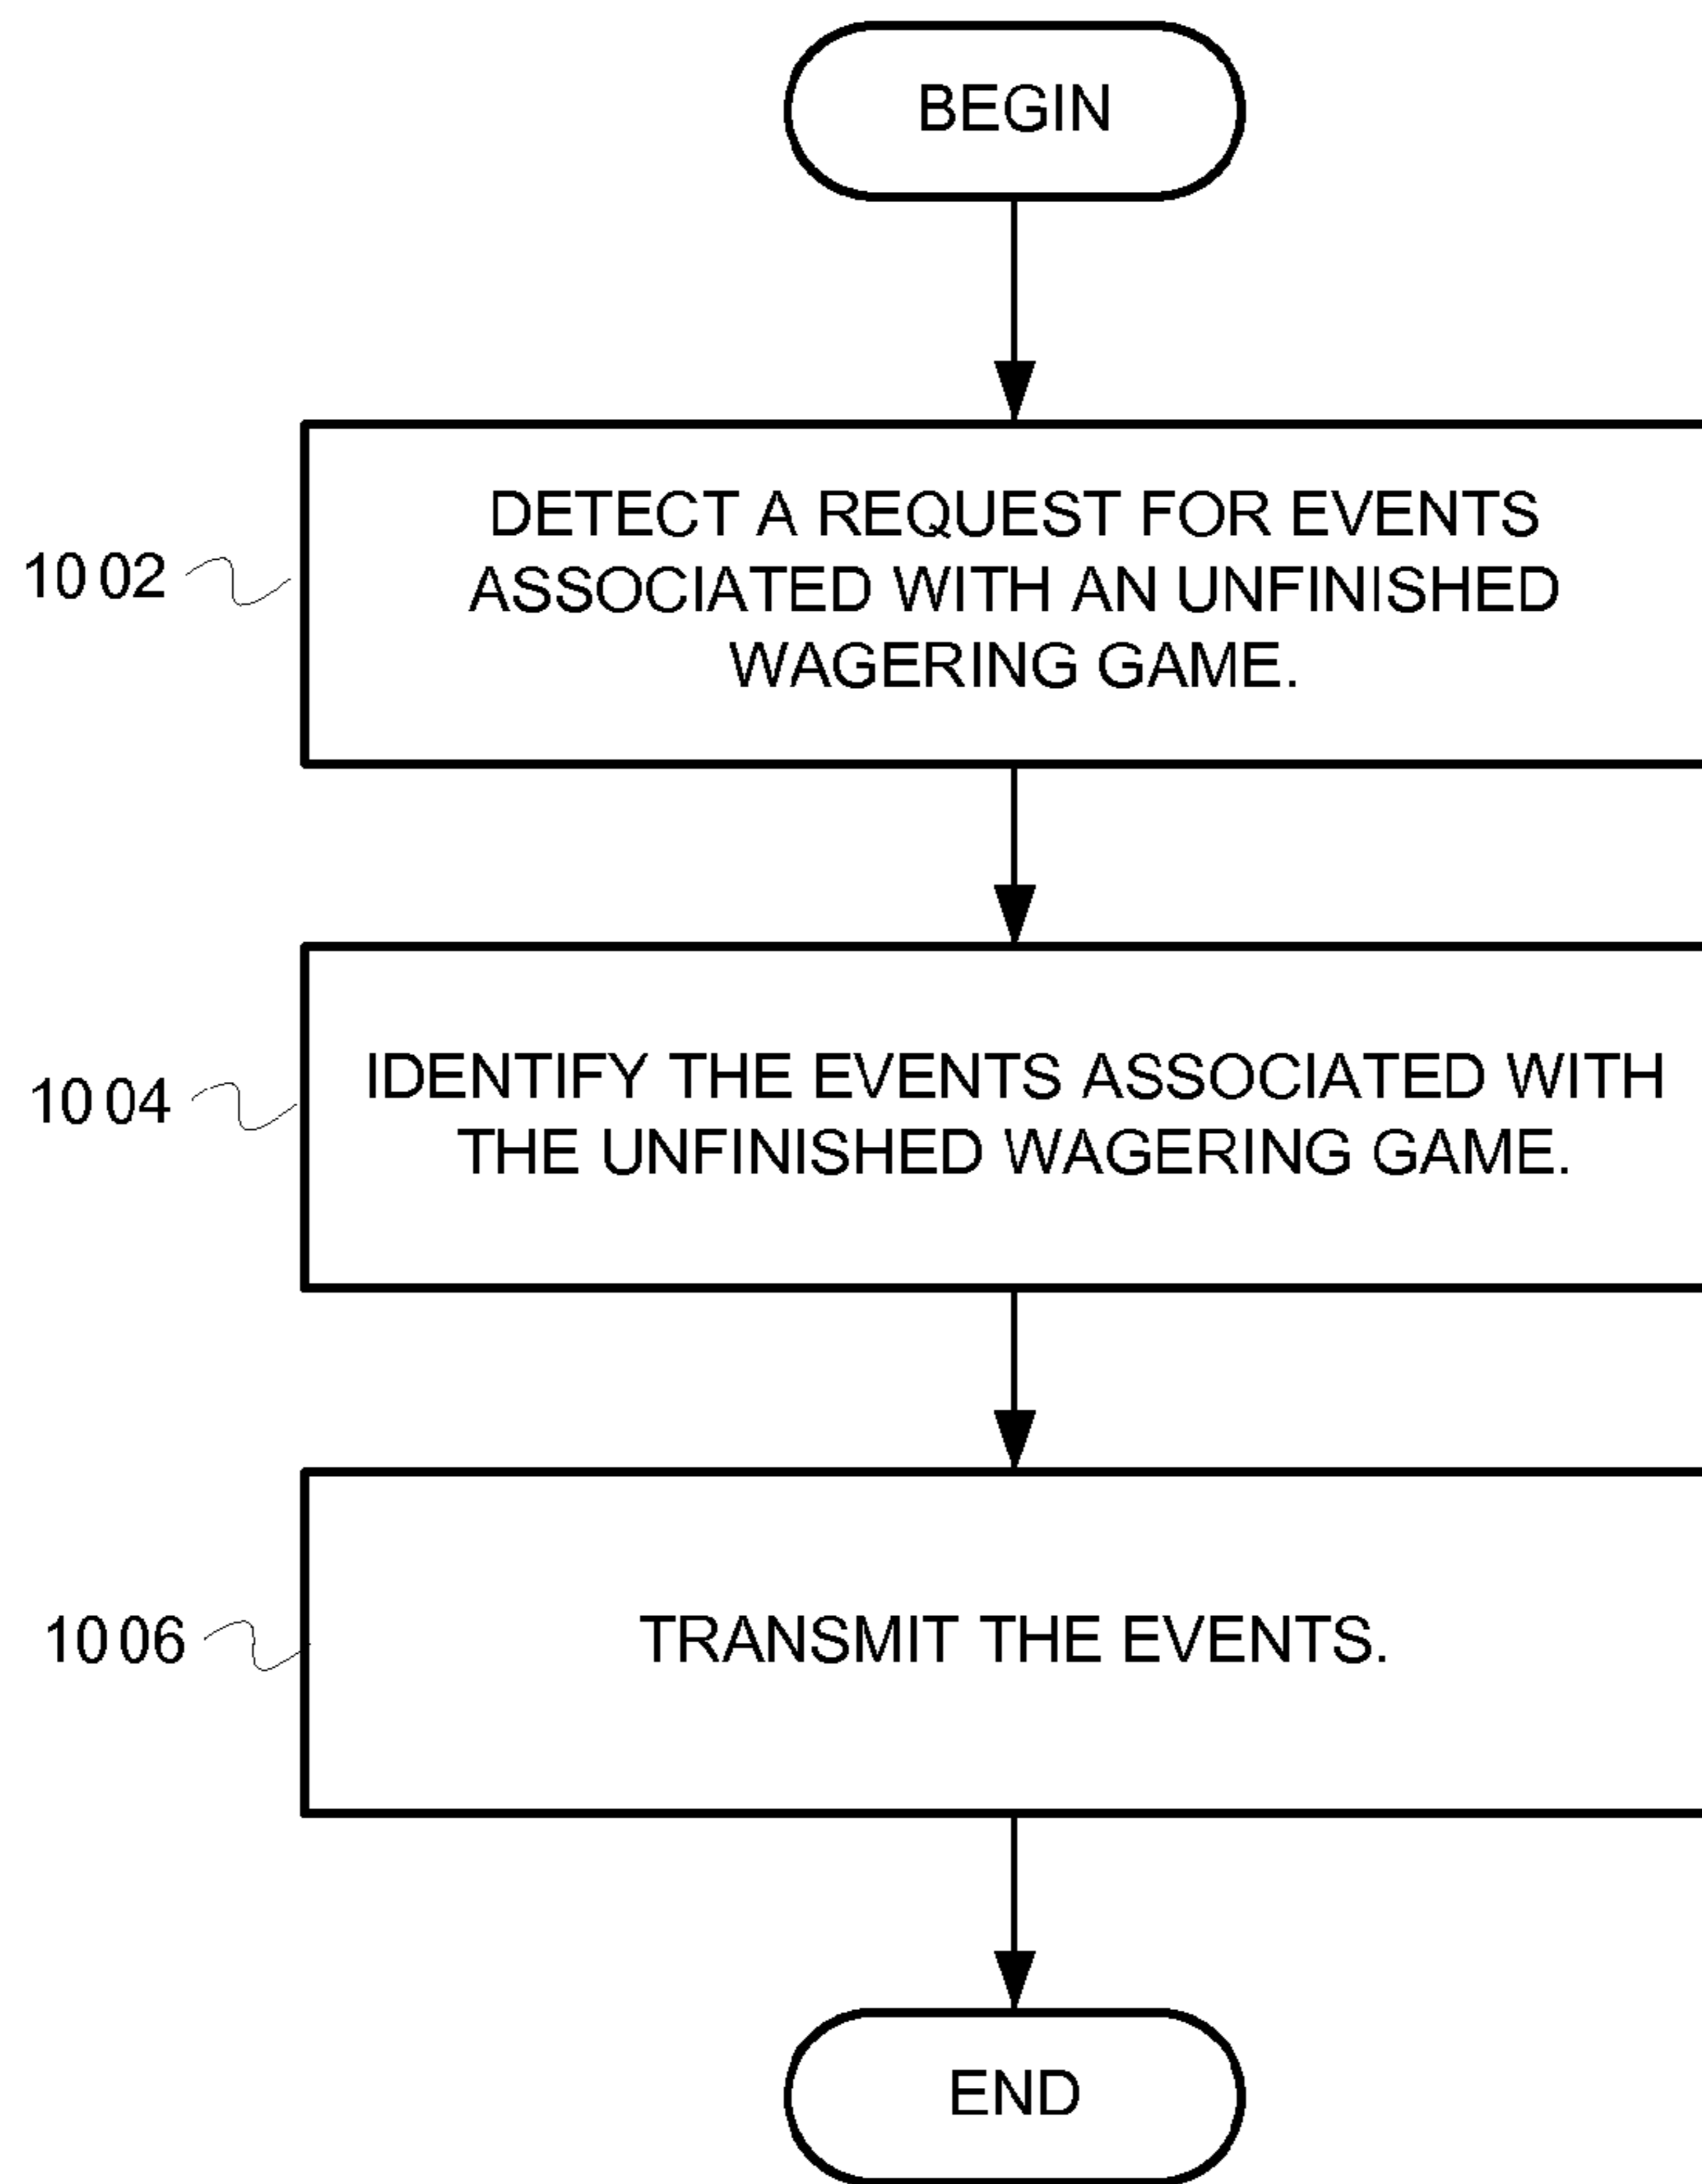 BEGIN
DETECT A REQUEST FOR EVENTS
ASSOCIATED WITH AN UNFINISHED
WAGERING GAME.
1002
IDENTIFY THE EVENTS ASSOCIATED WITH
THE UNFINISHED WAGERING GAME.
1004
TRANSMIT THE EVENTS.
1006
END